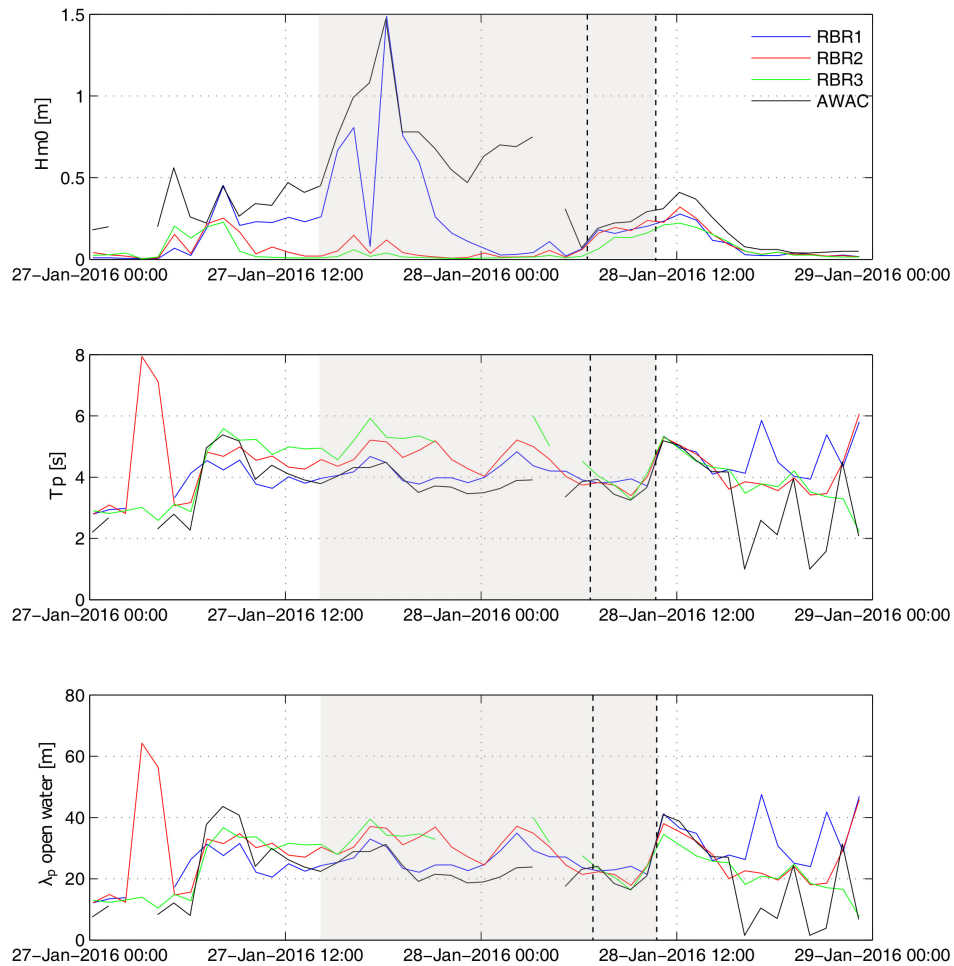 1.5
RBR1
RBR2
RBR3
AWAC
1
Hm0 [m]
0.5
0
27-Jan-2016 00:00 27-Jan-2016 12:00 28-Jan-2016 00:00 28-Jan-2016 12:00 29-Jan-2016 00:00
8
6
Tp [s]
4
2
0
27-Jan-2016 00:00 27-Jan-2016 12:00 28-Jan-2016 00:00 28-Jan-2016 12:00 29-Jan-2016 00:00
80
60
λp open water [m]
40
20
0
27-Jan-2016 00:00 27-Jan-2016 12:00 28-Jan-2016 00:00 28-Jan-2016 12:00 29-Jan-2016 00:00